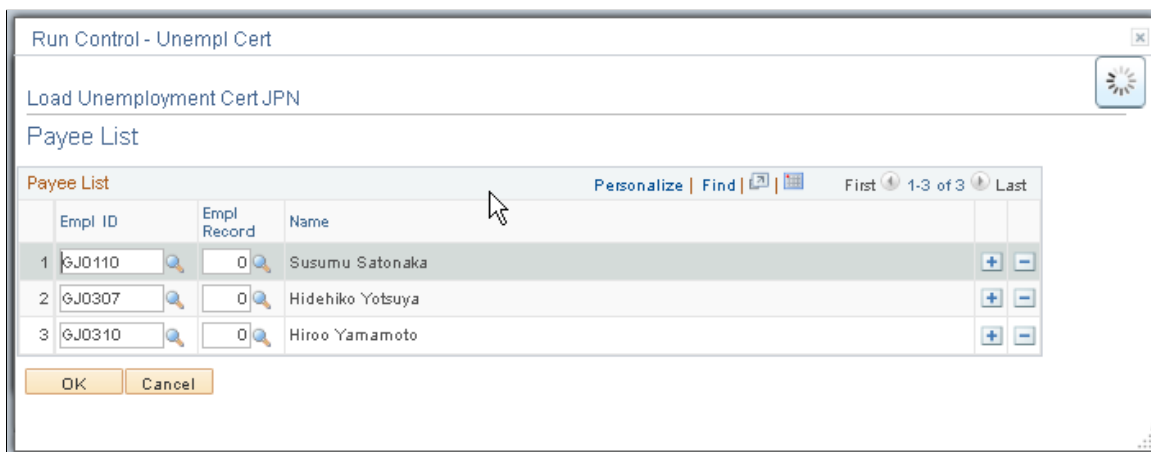 Run Control - Unempl Cert
Load Unemployment Cert JPN
Payee List
Payee List Personalize | Find | | First 1-3 of 3 Last
Empl ID Empl Record Name
1 GJ0110 0 Susumu Satonaka
2 GJ0307 0 Hidehiko Yotsuya
3 GJ0310 0 Hiroo Yamamoto
OK Cancel